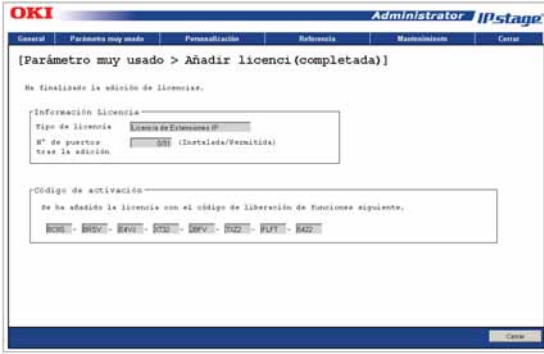 OKI
Administrator IPstage
General Parámetro muy usado Personalización Referencia Mantenimiento Cerrar
[Parámetro muy usado > Añadir licenci(completada)]
Ha finalizado la adición de licencias.
Información Licencia
Tipo de licencia Licencia de Extensiones IP
Nº de puertos (Instalada/Permitida)
tras la adición
Código de activación
Se ha añadido la licencia con el código de liberación de funciones siguiente.
Cerrar